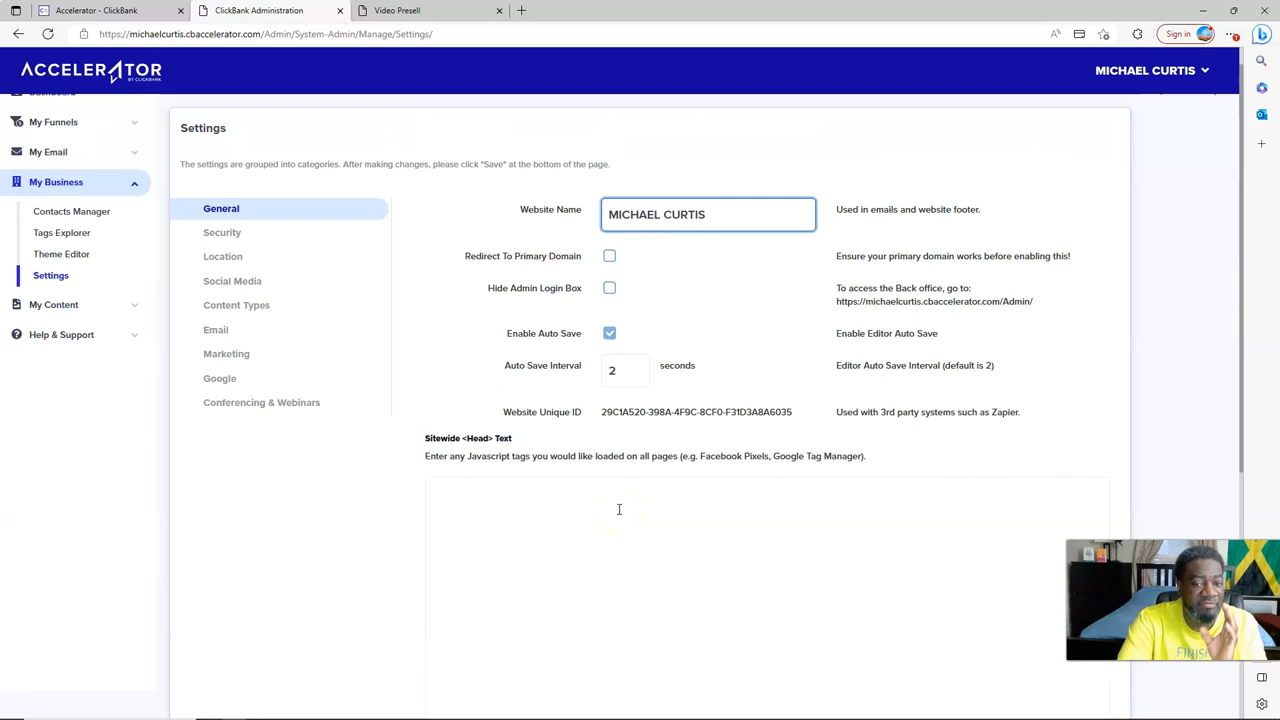 Accelerator - ClickBank
ClickBank Administration
Video Presell
https://michaelcurtis.cbaccelerator.com/Admin/System-Admin/Manage/Settings/
Sign in
ACCELERATOR
BY CLICKBANK
MICHAEL CURTIS
Dashboard
My Funnels
My Email
My Business
Contacts Manager
Tags Explorer
Theme Editor
Settings
My Content
Help & Support
Settings
The settings are grouped into categories. After making changes, please click "Save" at the bottom of the page.
General
Security
Location
Social Media
Content Types
Email
Marketing
Google
Conferencing & Webinars
Website Name
MICHAEL CURTIS
Used in emails and website footer.
Redirect To Primary Domain
Ensure your primary domain works before enabling this!
Hide Admin Login Box
To access the Back office, go to:
https://michaelcurtis.cbaccelerator.com/Admin/
Enable Auto Save
Enable Editor Auto Save
Auto Save Interval
2
seconds
Editor Auto Save Interval (default is 2)
Website Unique ID
29C1A520-398A-4F9C-8CF0-F31D3A8A6035
Used with 3rd party systems such as Zapier.
Sitewide <Head> Text
Enter any Javascript tags you would like loaded on all pages (e.g. Facebook Pixels, Google Tag Manager).
FINISH